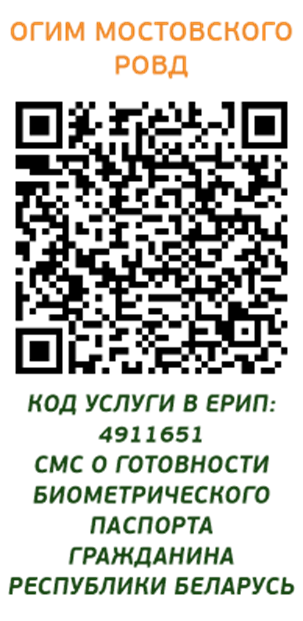 ОГИМ МОСТОВСКОГО
РОВД
КОД УСЛУГИ В ЕРИП:
4911651
СМС О ГОТОВНОСТИ
БИОМЕТРИЧЕСКОГО
ПАСПОРТА
ГРАЖДАНИНА
РЕСПУБЛИКИ БЕЛАРУСЬ